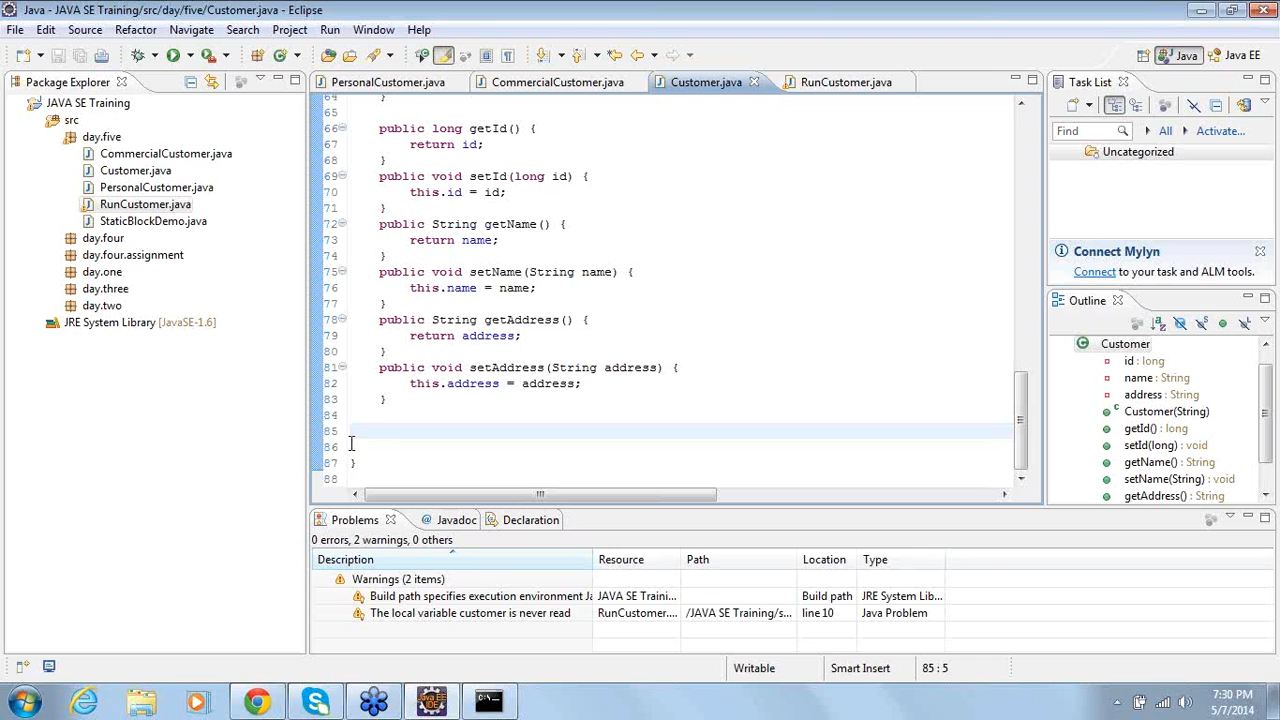 Java - JAVA SE Training/src/day/five/Customer.java - Eclipse
File Edit Source Refactor Navigate Search Project Run Window Help
Java Java EE
Package Explorer
JAVA SE Training
src
day.five
CommercialCustomer.java
Customer.java
PersonalCustomer.java
RunCustomer.java
StaticBlockDemo.java
day.four
day.four.assignment
day.one
day.three
day.two
JRE System Library [JavaSE-1.6]
PersonalCustomer.java CommercialCustomer.java Customer.java RunCustomer.java
64 }
65
66 public long getId() {
67 return id;
68 }
69 public void setId(long id) {
70 this.id = id;
71 }
72 public String getName() {
73 return name;
74 }
75 public void setName(String name) {
76 this.name = name;
77 }
78 public String getAddress() {
79 return address;
80 }
81 public void setAddress(String address) {
82 this.address = address;
83 }
84
85
86
87 }
88
Task List
Find All Activate...
Uncategorized
Connect Mylyn
Connect to your task and ALM tools.
Outline
Customer
id : long
name : String
address : String
Customer(String)
getId() : long
setId(long) : void
getName() : String
setName(String) : void
getAddress() : String
Problems @ Javadoc Declaration
0 errors, 2 warnings, 0 others
Description Resource Path Location Type
Warnings (2 items)
Build path specifies execution environment Ja JAVA SE Traini... Build path JRE System Lib...
The local variable customer is never read RunCustomer.... /JAVA SE Training/s... line 10 Java Problem
Writable Smart Insert 85 : 5
Java EE
IDE
7:30 PM
5/7/2014